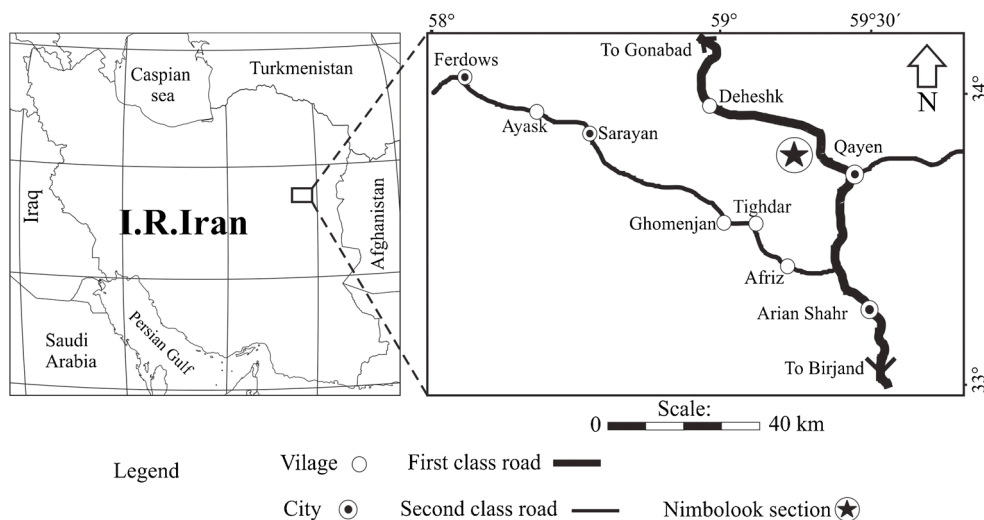 Caspian
sea
Turkmenistan
Iraq
I.R.Iran
Afghanistan
Saudi
Arabia
Persian Gulf
58°
59°
59°30′
34°
33°
To Gonabad
Ferdows
Deheshk
N
Ayask
Sarayan
Qayen
Tighdar
Ghomenjan
Afriz
Arian Shahr
To Birjand
Scale:
0 40 km
Legend
Vilage
First class road
City
Second class road
Nimbolook section